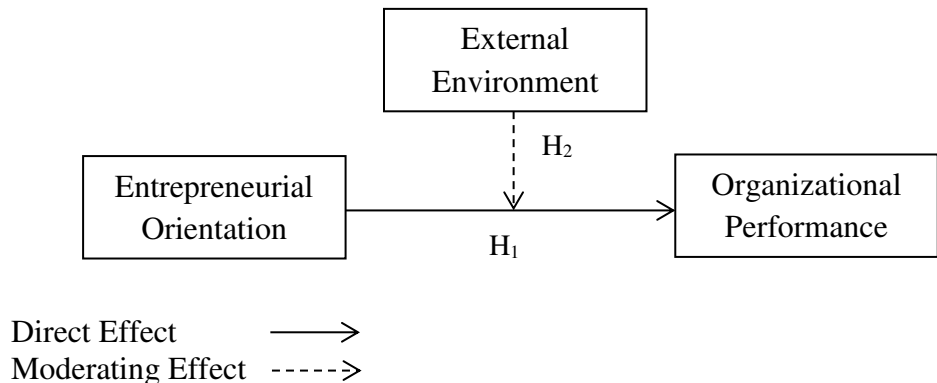 External
Environment
H₂
Entrepreneurial
Orientation
Organizational
Performance
H₁
Direct Effect
Moderating Effect